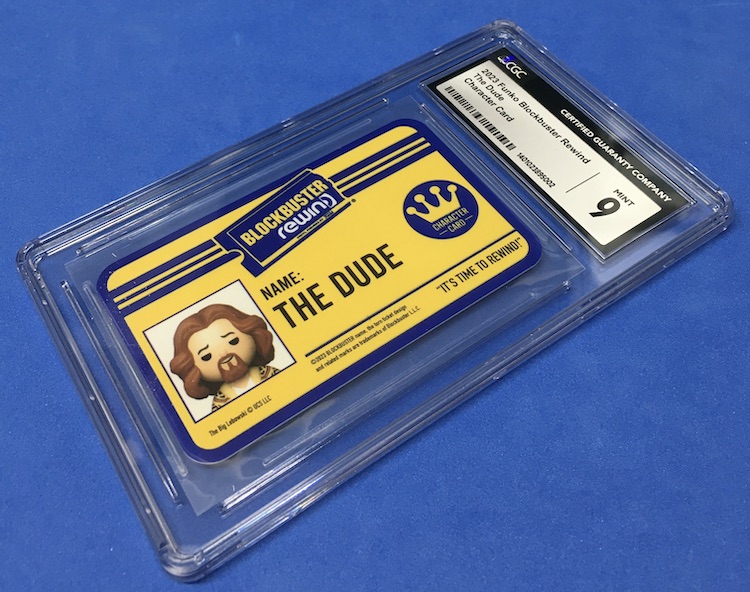 CGC
2023 Funko Blockbuster Rewind
The Dude
Character Card
1401023895002
MINT
9
CERTIFIED GUARANTY COMPANY
BLOCKBUSTER
rewind
CHARACTER
CARD
NAME:
THE DUDE
"IT'S TIME TO REWIND!"
©2023 BLOCKBUSTER name, the torn ticket design
and related marks are trademarks of Blockbuster L.L.C.
The Big Lebowski © UCS LLC